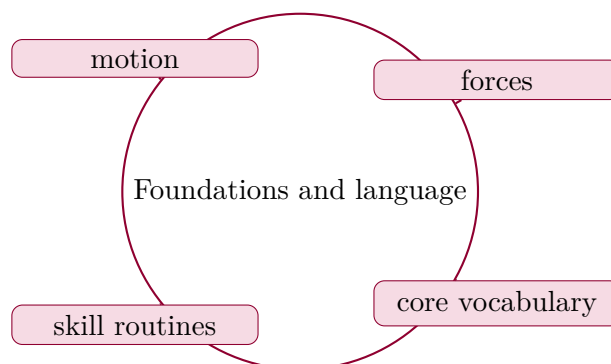 motion
forces
Foundations and language
core vocabulary
skill routines